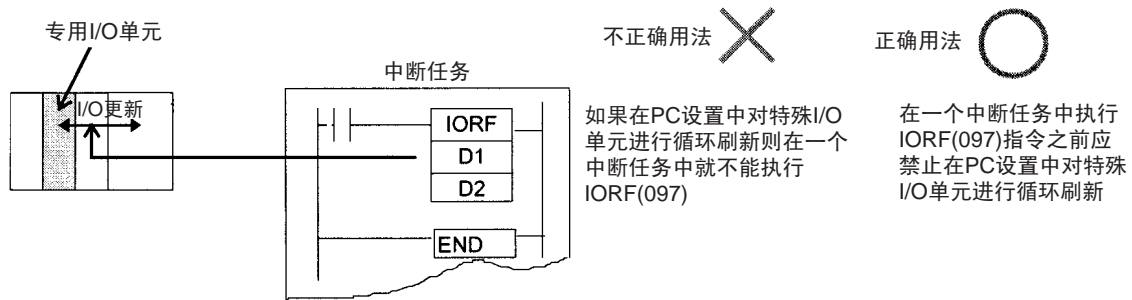 专用I/O单元
I/O更新
中断任务
IORF
D1
D2
END
不正确用法
如果在PC设置中对特殊I/O
单元进行循环刷新则在一个
中断任务中就不能执行
IORF(097)
正确用法
在一个中断任务中执行
IORF(097)指令之前应
禁止在PC设置中对特殊
I/O单元进行循环刷新